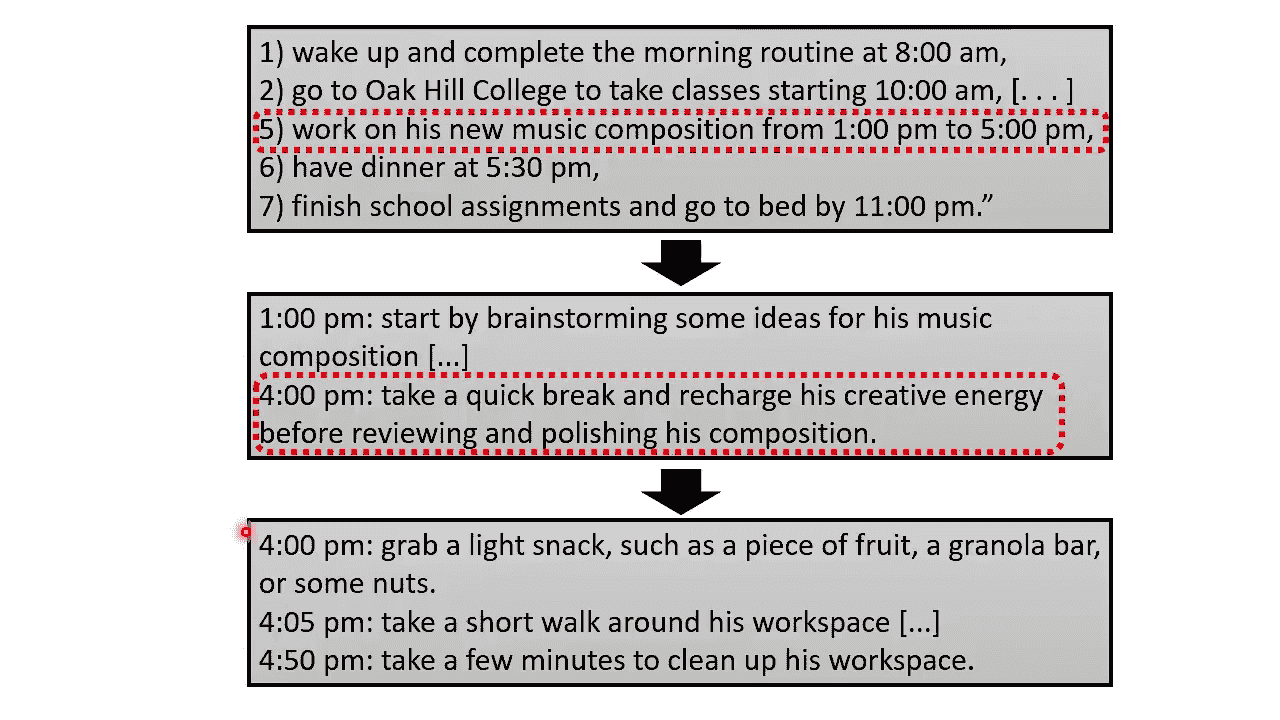 1) wake up and complete the morning routine at 8:00 am,
2) go to Oak Hill College to take classes starting 10:00 am, [. . . ]
5) work on his new music composition from 1:00 pm to 5:00 pm,
6) have dinner at 5:30 pm,
7) finish school assignments and go to bed by 11:00 pm.”
1:00 pm: start by brainstorming some ideas for his music
composition [...]
4:00 pm: take a quick break and recharge his creative energy
before reviewing and polishing his composition.
4:00 pm: grab a light snack, such as a piece of fruit, a granola bar,
or some nuts.
4:05 pm: take a short walk around his workspace [...]
4:50 pm: take a few minutes to clean up his workspace.